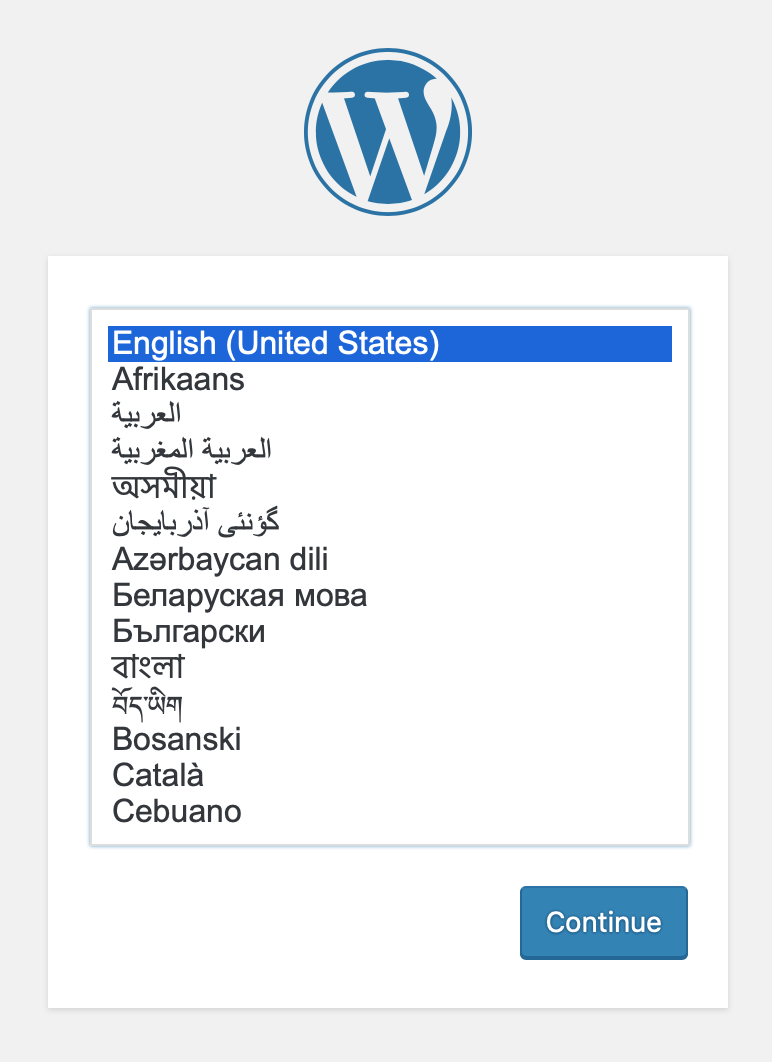 English (United States)
Afrikaans
العربية
العربية المغربية
অসমীয়া
گؤنئی آذربایجان
Azərbaycan dili
Беларуская мова
Български
বাংলা
བོད་ཡིག
Bosanski
Català
Cebuano
Continue